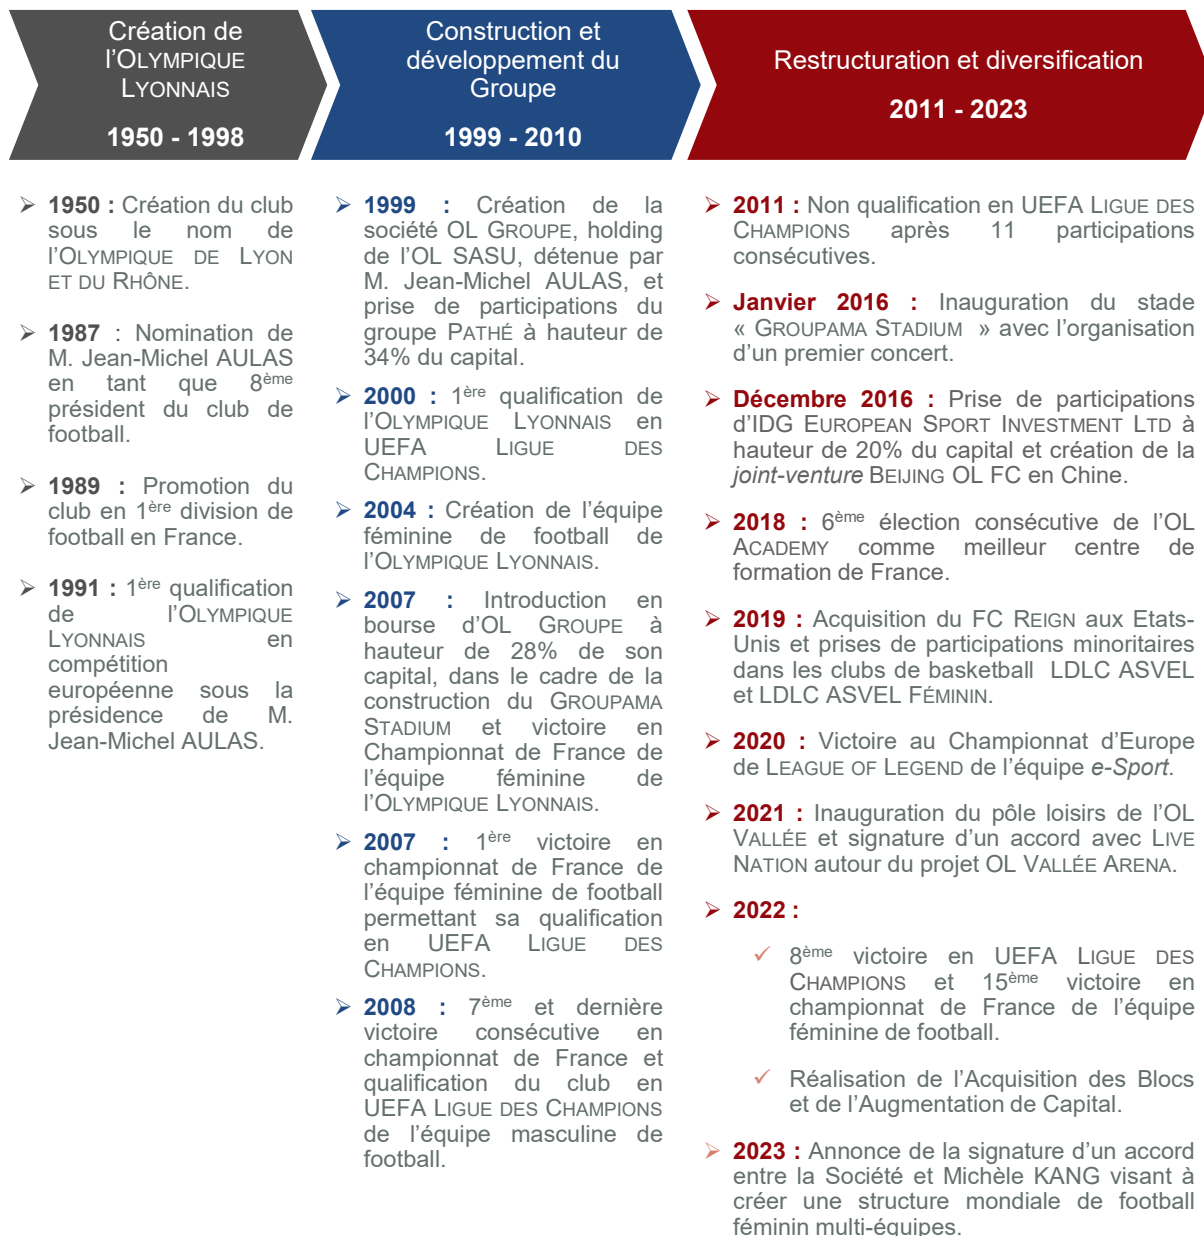 Création de
l'OLYMPIQUE
LYONNAIS
1950 - 1998
Construction et
développement du
Groupe
1999 - 2010
Restructuration et diversification
2011 - 2023
➢ 1950 : Création du club
sous le nom de
l'OLYMPIQUE DE LYON
ET DU RHÔNE.
➢ 1987 : Nomination de
M. Jean-Michel AULAS
en tant que 8ème
président du club de
football.
➢ 1989 : Promotion du
club en 1ère division de
football en France.
➢ 1991 : 1ère qualification
de l'OLYMPIQUE
LYONNAIS en
compétition
européenne sous la
présidence de M.
Jean-Michel AULAS.
➢ 1999 : Création de la
société OL GROUPE, holding
de l'OL SASU, détenue par
M. Jean-Michel AULAS, et
prise de participations du
groupe PATHÉ à hauteur de
34% du capital.
➢ 2000 : 1ère qualification de
l'OLYMPIQUE LYONNAIS en
UEFA LIGUE DES
CHAMPIONS.
➢ 2004 : Création de l'équipe
féminine de football de
l'OLYMPIQUE LYONNAIS.
➢ 2007 : Introduction en
bourse d'OL GROUPE à
hauteur de 28% de son
capital, dans le cadre de la
construction du GROUPAMA
STADIUM et victoire en
Championnat de France de
l'équipe féminine de
l'OLYMPIQUE LYONNAIS.
➢ 2007 : 1ère victoire en
championnat de France de
l'équipe féminine de football
permettant sa qualification
en UEFA LIGUE DES
CHAMPIONS.
➢ 2008 : 7ème et dernière
victoire consécutive en
championnat de France et
qualification du club en
UEFA LIGUE DES CHAMPIONS
de l'équipe masculine de
football.
➢ 2011 : Non qualification en UEFA LIGUE DES
CHAMPIONS après 11 participations
consécutives.
➢ Janvier 2016 : Inauguration du stade
« GROUPAMA STADIUM » avec l'organisation
d'un premier concert.
➢ Décembre 2016 : Prise de participations
d'IDG EUROPEAN SPORT INVESTMENT LTD à
hauteur de 20% du capital et création de la
joint-venture BEIJING OL FC en Chine.
➢ 2018 : 6ème élection consécutive de l'OL
ACADEMY comme meilleur centre de
formation de France.
➢ 2019 : Acquisition du FC REIGN aux Etats-
Unis et prises de participations minoritaires
dans les clubs de basketball LDLC ASVEL
et LDLC ASVEL FÉMININ.
➢ 2020 : Victoire au Championnat d'Europe
de LEAGUE OF LEGEND de l'équipe e-Sport.
➢ 2021 : Inauguration du pôle loisirs de l'OL
VALLÉE et signature d'un accord avec LIVE
NATION autour du projet OL VALLÉE ARENA.
➢ 2022 :
✓ 8ème victoire en UEFA LIGUE DES
CHAMPIONS et 15ème victoire en
championnat de France de l'équipe
féminine de football.
✓ Réalisation de l'Acquisition des Blocs
et de l'Augmentation de Capital.
➢ 2023 : Annonce de la signature d'un accord
entre la Société et Michèle KANG visant à
créer une structure mondiale de football
féminin multi-équipes.